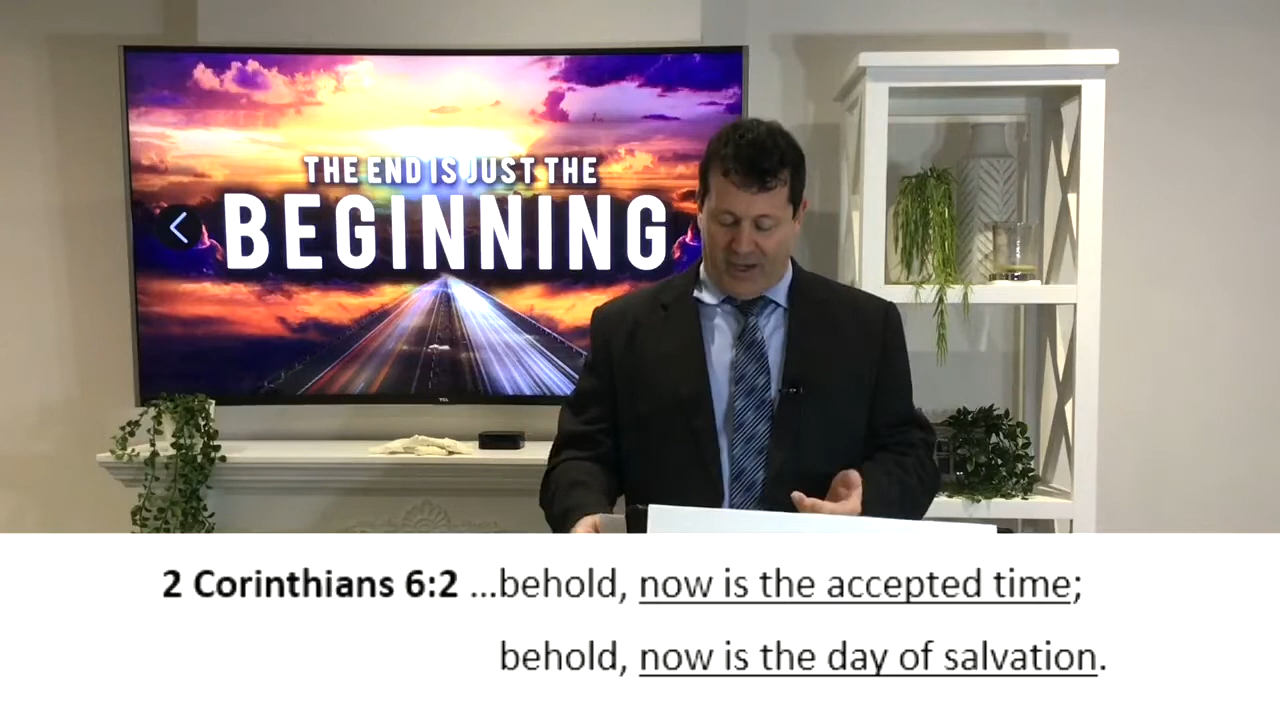 THE END IS JUST THE
BEGINNING
TCL
2 Corinthians 6:2 ...behold, now is the accepted time;
behold, now is the day of salvation.